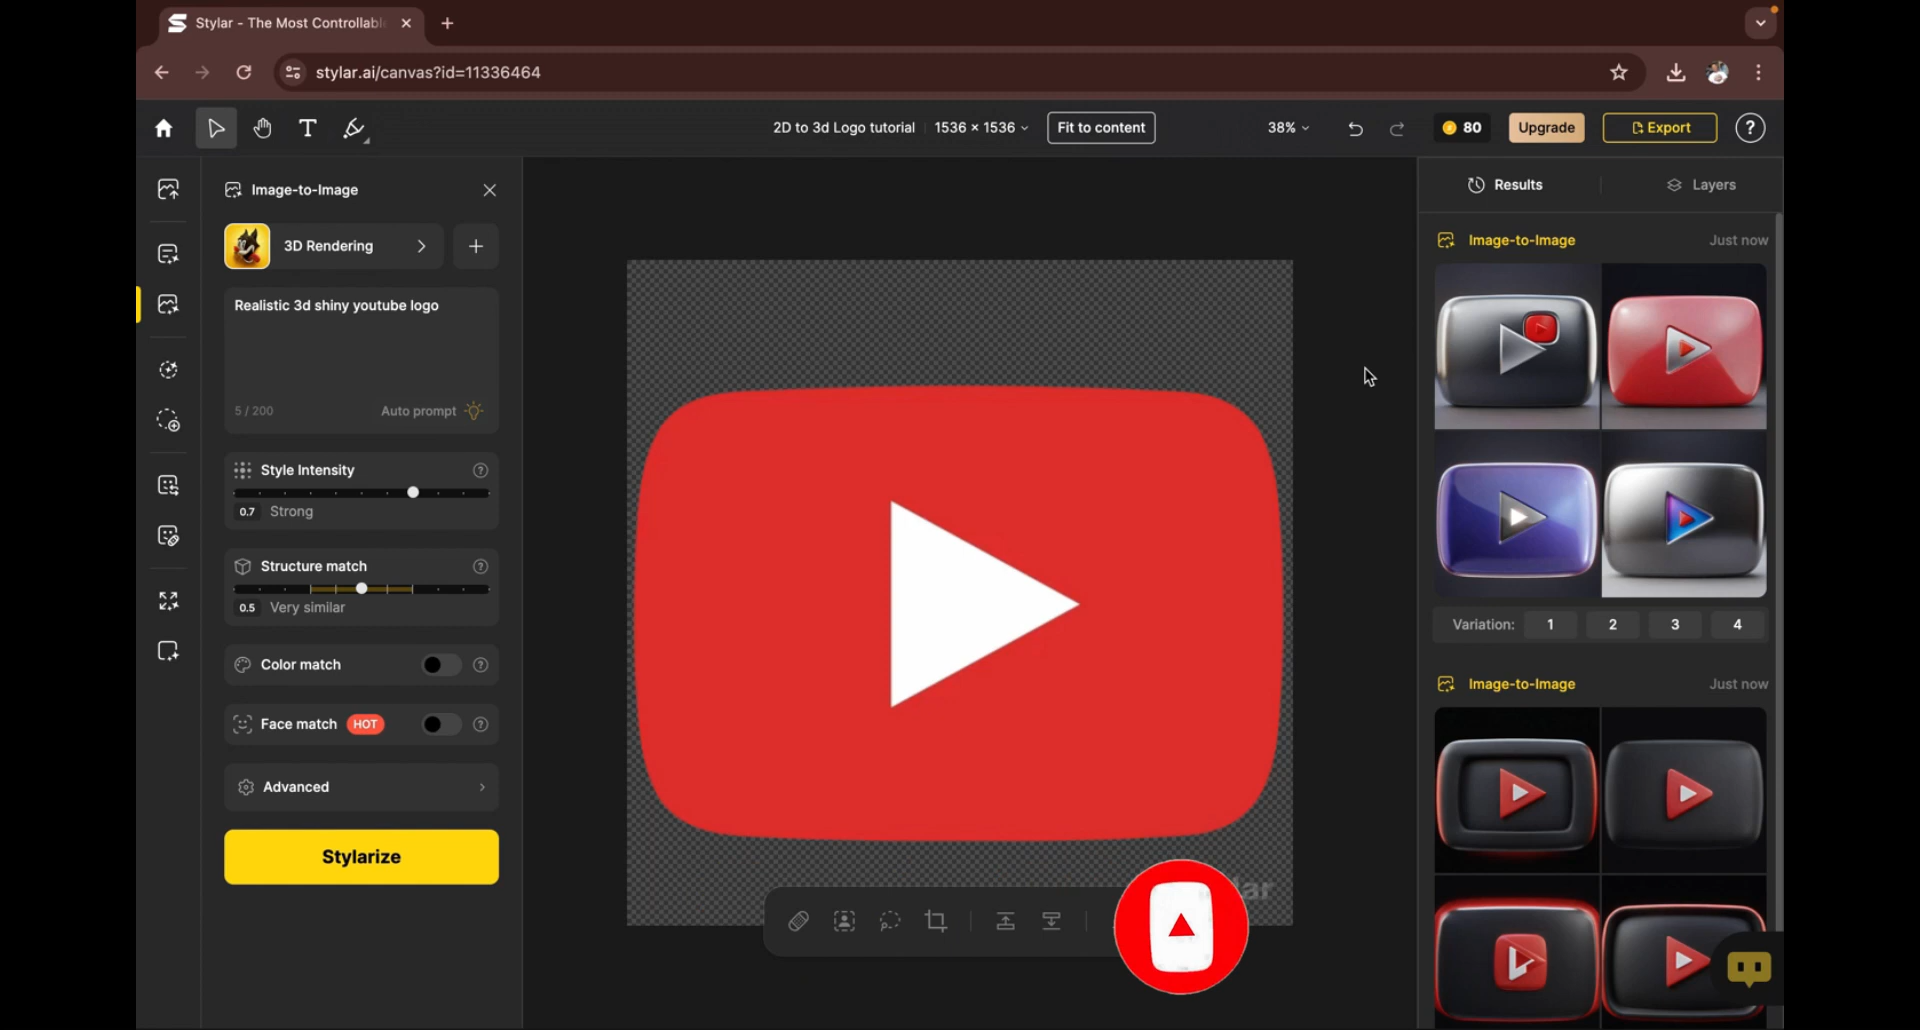 Stylar - The Most Controllabl
stylar.ai/canvas?id=11336464
2D to 3d Logo tutorial
1536 × 1536
Fit to content
38%
80
Upgrade
Export
?
Image-to-Image
3D Rendering
Realistic 3d shiny youtube logo
5 / 200
Auto prompt
Style Intensity
?
0.7
Strong
Structure match
?
0.5
Very similar
Color match
?
Face match
HOT
?
Advanced
Stylarize
lar
Results
Layers
Image-to-Image
Just now
Variation:
1
2
3
4
Image-to-Image
Just now